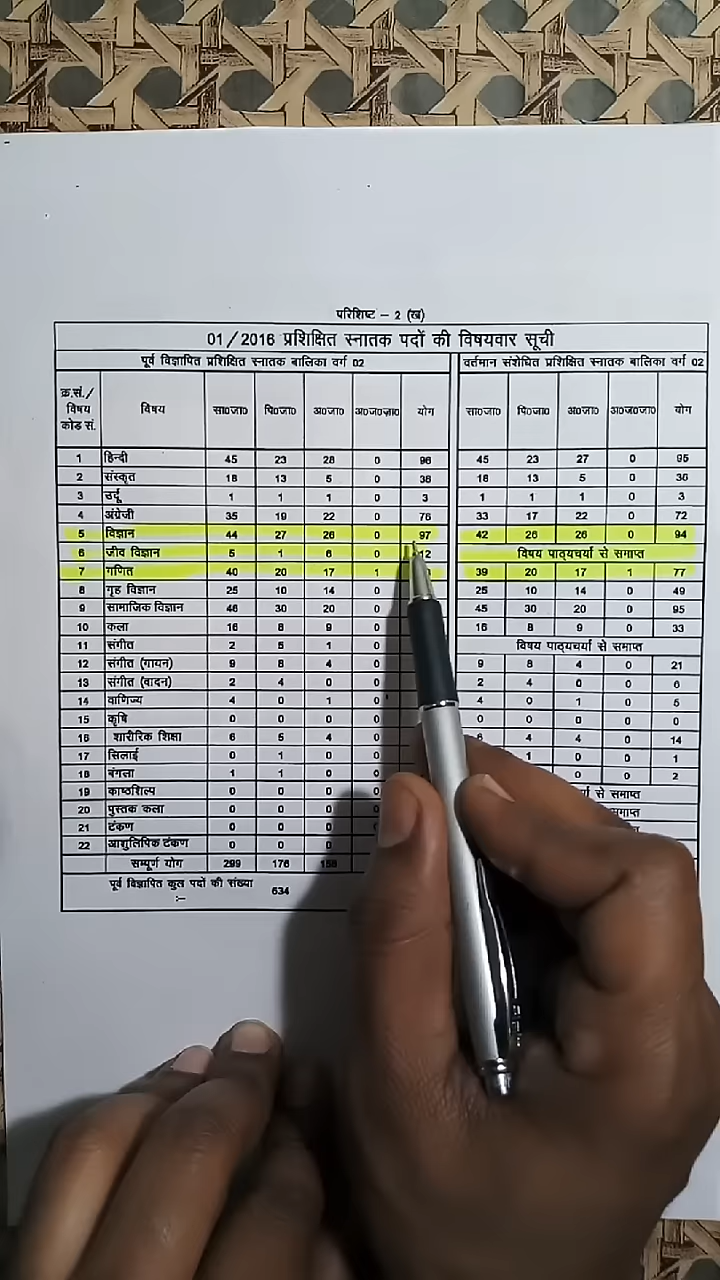 परिशिष्ट – 2 (ख)
01/2016 प्रशिक्षित स्नातक पदों की विषयवार सूची
पूर्व विज्ञापित प्रशिक्षित स्नातक बालिका वर्ग 02 वर्तमान संशोधित प्रशिक्षित स्नातक बालिका वर्ग 02
क्र.सं./ विषय कोड सं. विषय सा0जा0 पि0जा0 अ0जा0 अ0ज0जा0 योग सा0जा0 पि0जा0 अ0जा0 अ0ज0जा0 योग
1 हिन्दी 45 23 28 0 96 45 23 27 0 95
2 संस्कृत 18 13 5 0 36 18 13 5 0 36
3 उर्दू 1 1 1 0 3 1 1 1 0 3
4 अंग्रेजी 35 19 22 0 76 33 17 22 0 72
5 विज्ञान 44 27 26 0 97 42 26 26 0 94
6 जीव विज्ञान 5 1 6 0 12 विषय पाठ्यचर्या से समाप्त
7 गणित 40 20 17 1 39 20 17 1 77
8 गृह विज्ञान 25 10 14 0 25 10 14 0 49
9 सामाजिक विज्ञान 46 30 20 0 45 30 20 0 95
10 कला 16 8 9 0 16 8 9 0 33
11 संगीत 2 5 1 0 विषय पाठ्यचर्या से समाप्त
12 संगीत (गायन) 9 8 4 0 9 8 4 0 21
13 संगीत (वादन) 2 4 0 0 2 4 0 0 6
14 वाणिज्य 4 0 1 0 4 0 1 0 5
15 कृषि 0 0 0 0 0 0 0 0 0
16 शारीरिक शिक्षा 6 5 4 0 6 4 4 0 14
17 सिलाई 0 1 0 0 1 0 0 1
18 बंगला 1 1 0 0 0 0 2
19 काष्ठशिल्प 0 0 0 0 से समाप्त
20 पुस्तक कला 0 0 0 0 समाप्त
21 टंकण 0 0 0
22 आशुलिपिक टंकण 0 0 0
सम्पूर्ण योग 299 176 158
पूर्व विज्ञापित कुल पदों की संख्या :– 634